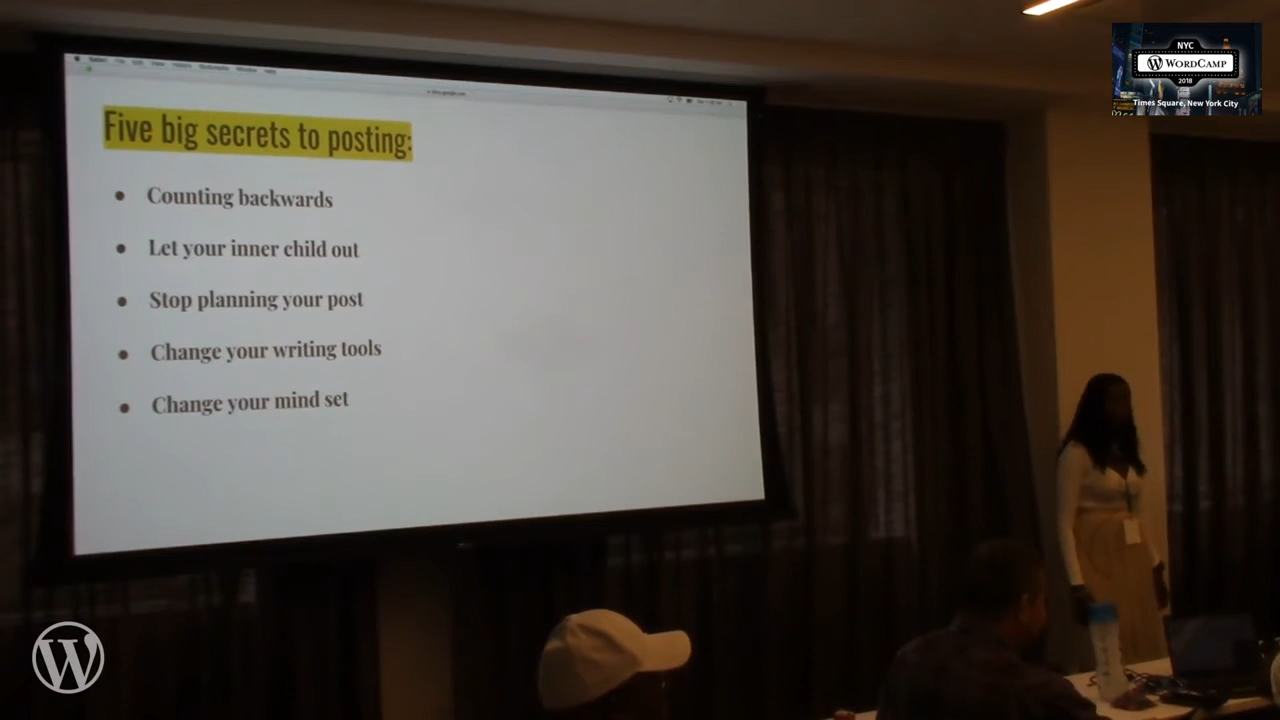 NYC
WORDCAMP
2018
Times Square, New York City
Five big secrets to posting:
• Counting backwards
• Let your inner child out
• Stop planning your post
• Change your writing tools
• Change your mind set